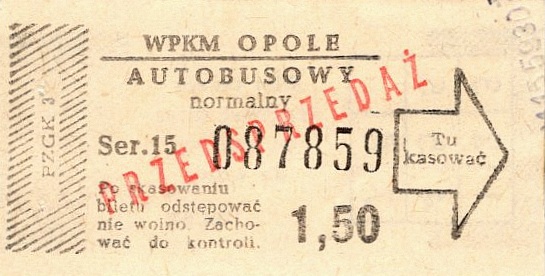 WPKM OPOLE
AUTOBUSOWY
normalny
PRZEDSPRZEDAŻ
Ser.15 087859
Tu
kasować
Po skasowaniu
biletu odstępować
nie wolno. Zacho-
wać do kontroli.
1,50
PZGK 3